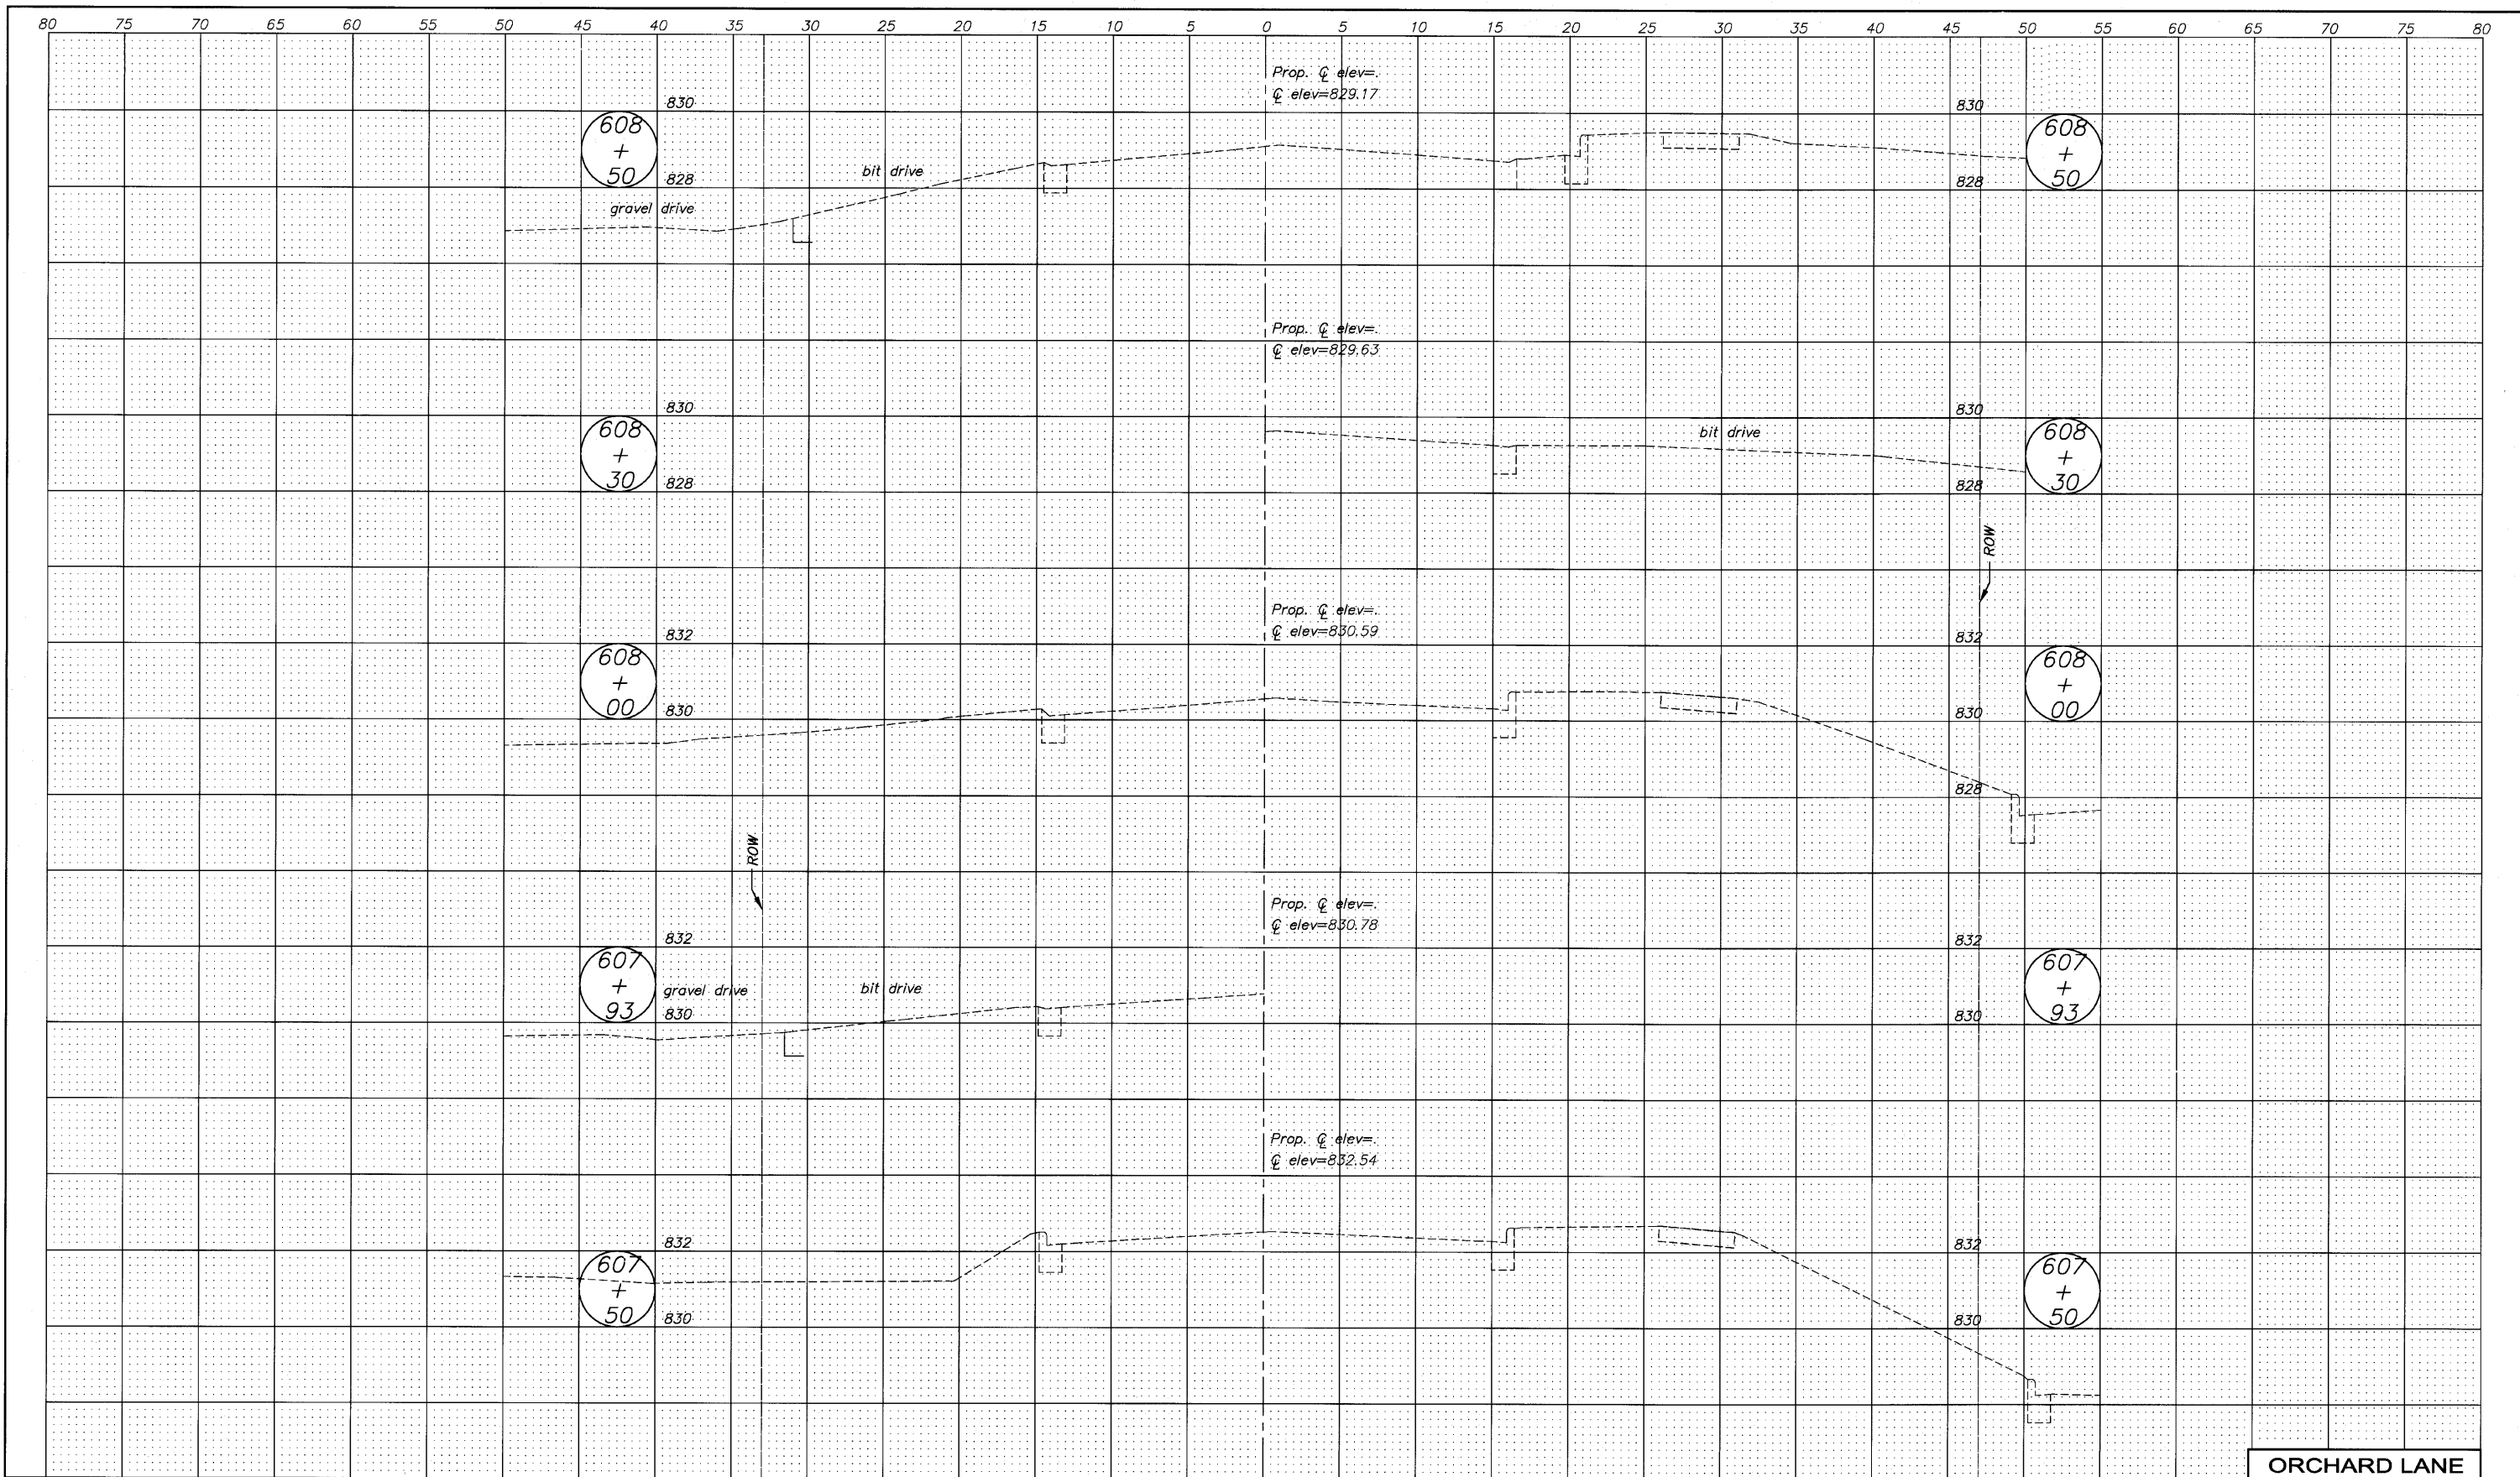 80 75 70 65 60 55 50 45 40 35 30 25 20 15 10 5 0 5 10 15 20 25 30 35 40 45 50 55 60 65 70 75 80
Prop. ℄ elev=.
℄ elev=829.17
830 830
608 + 50 608 + 50
bit drive
828 828
gravel drive
Prop. ℄ elev=.
℄ elev=829.63
830 830
608 + 30 bit drive 608 + 30
828 828
ROW
Prop. ℄ elev=.
℄ elev=830.59
832 832
608 + 00 608 + 00
830 830
828
ROW
Prop. ℄ elev=.
℄ elev=830.78
832 832
607 + 93 gravel drive bit drive 607 + 93
830 830
Prop. ℄ elev=.
℄ elev=832.54
832 832
607 + 50 607 + 50
830 830
ORCHARD LANE